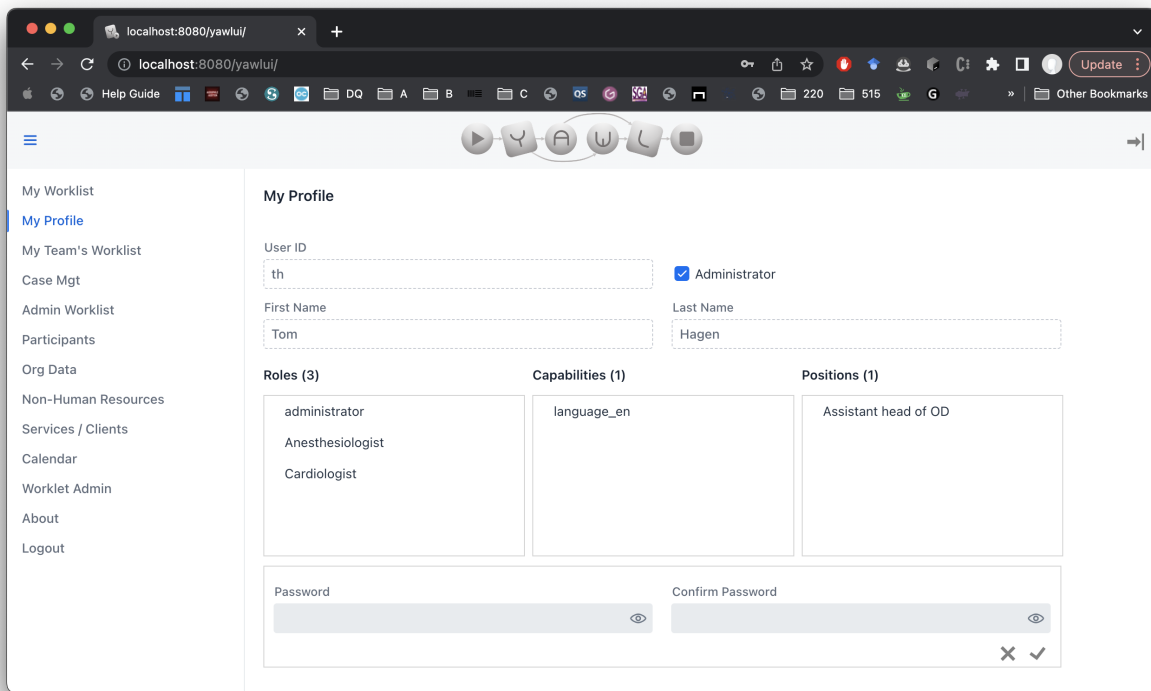 localhost:8080/yawlui/
localhost:8080/yawlui/
Update
Help Guide
OC
DQ
A
B
C
QS
SGA
220
515
G
»
Other Bookmarks
Y A W L
My Worklist
My Profile
My Team's Worklist
Case Mgt
Admin Worklist
Participants
Org Data
Non-Human Resources
Services / Clients
Calendar
Worklet Admin
About
Logout
My Profile
User ID
th
Administrator
First Name
Last Name
Tom
Hagen
Roles (3)
Capabilities (1)
Positions (1)
administrator
language_en
Assistant head of OD
Anesthesiologist
Cardiologist
Password
Confirm Password